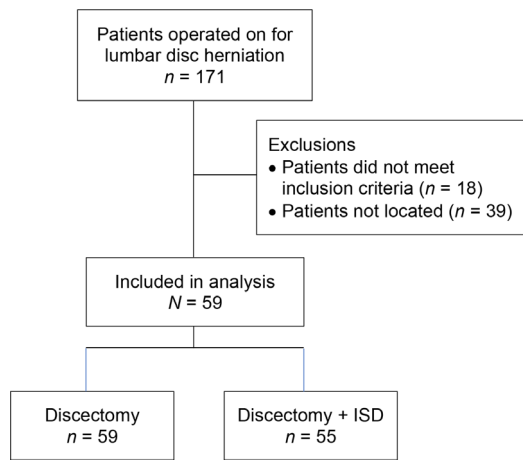 Patients operated on for
lumbar disc herniation
n = 171
Exclusions
• Patients did not meet
inclusion criteria (n = 18)
• Patients not located (n = 39)
Included in analysis
N = 59
Discectomy
n = 59
Discectomy + ISD
n = 55